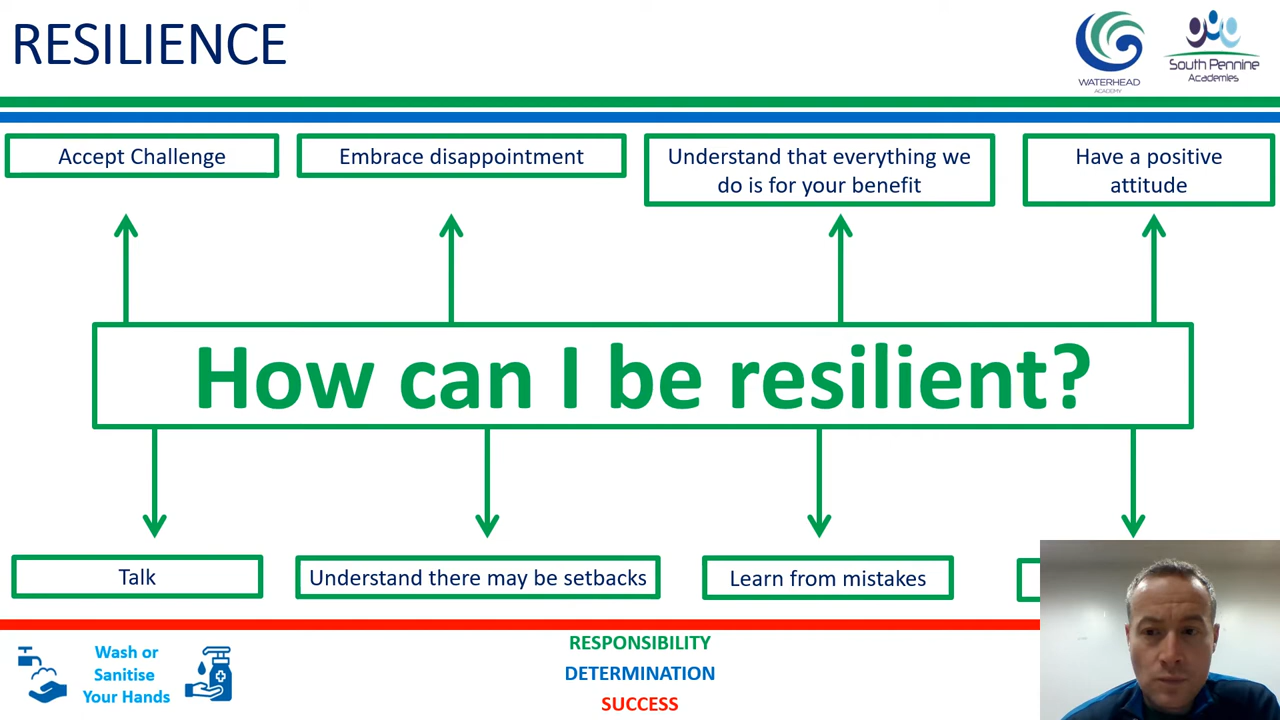 RESILIENCE
WATERHEAD
ACADEMY
South Pennine
Academies
Accept Challenge
Embrace disappointment
Understand that everything we
do is for your benefit
Have a positive
attitude
How can I be resilient?
Talk
Understand there may be setbacks
Learn from mistakes
Wash or
Sanitise
Your Hands
RESPONSIBILITY
DETERMINATION
SUCCESS